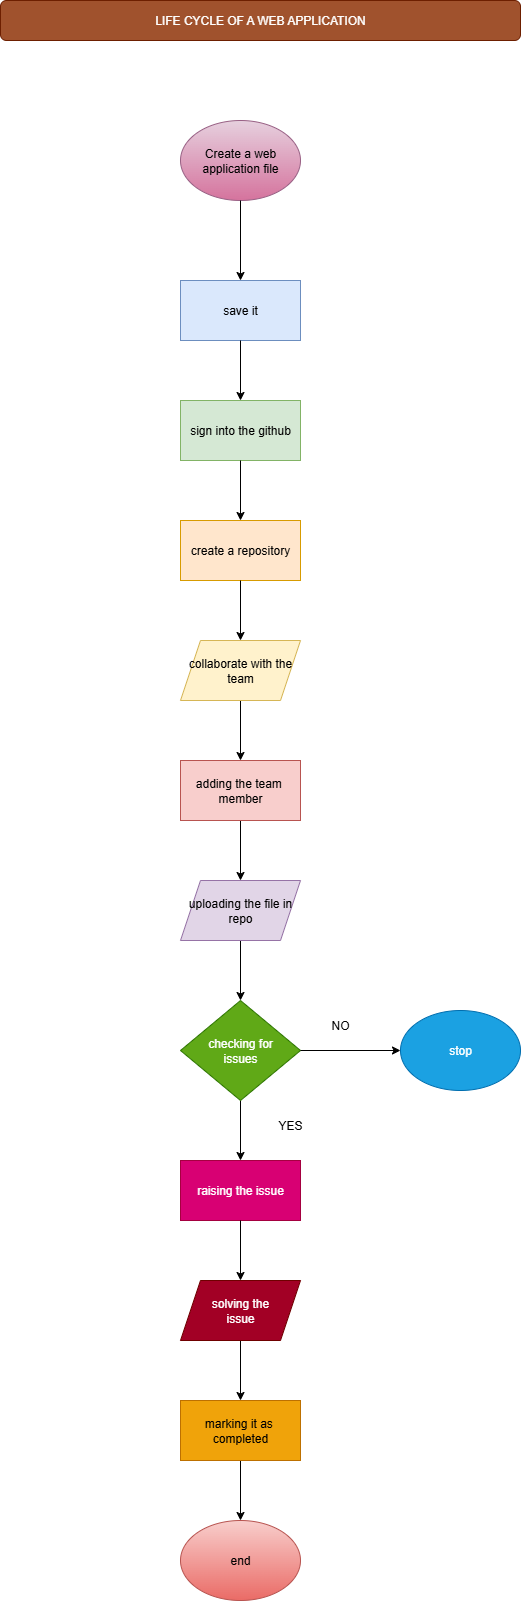 LIFE CYCLE OF A WEB APPLICATION
Create a web
application file
save it
sign into the github
create a repository
collaborate with the
team
adding the team
member
uploading the file in
repo
checking for
issues
NO
stop
YES
raising the issue
solving the
issue
marking it as
completed
end